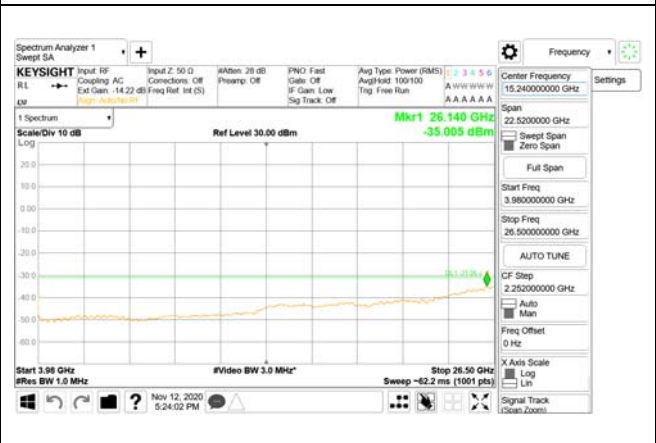 Spectrum Analyzer 1
Swept SA
+
Frequency
KEYSIGHT
RL
Input: RF
Coupling: AC
Ext Gain: -14.22 dB
Align: Auto/No RF
Input Z: 50 Ω
Corrections: Off
Freq Ref: Int (S)
#Atten: 28 dB
Preamp: Off
PNO: Fast
Gate: Off
IF Gain: Low
Sig Track: Off
Avg Type: Power (RMS)
Avg|Hold: 100/100
Trig: Free Run
1 2 3 4 5 6
A W W W W W
A A A A A A
1 Spectrum
Scale/Div 10 dB
Log
Ref Level 30.00 dBm
Mkr1 26.140 GHz
-35.005 dBm
20.0
10.0
0.00
-10.0
-20.0
-30.0
-40.0
-50.0
-60.0
Start 3.98 GHz
#Res BW 1.0 MHz
#Video BW 3.0 MHz*
Stop 26.50 GHz
Sweep ~62.2 ms (1001 pts)
Nov 12, 2020
5:24:02 PM
Center Frequency
15.240000000 GHz
Settings
Span
22.5200000 GHz
Swept Span
Zero Span
Full Span
Start Freq
3.980000000 GHz
Stop Freq
26.500000000 GHz
AUTO TUNE
CF Step
2.252000000 GHz
Auto
Man
Freq Offset
0 Hz
X Axis Scale
Log
Lin
Signal Track
(Span Zoom)